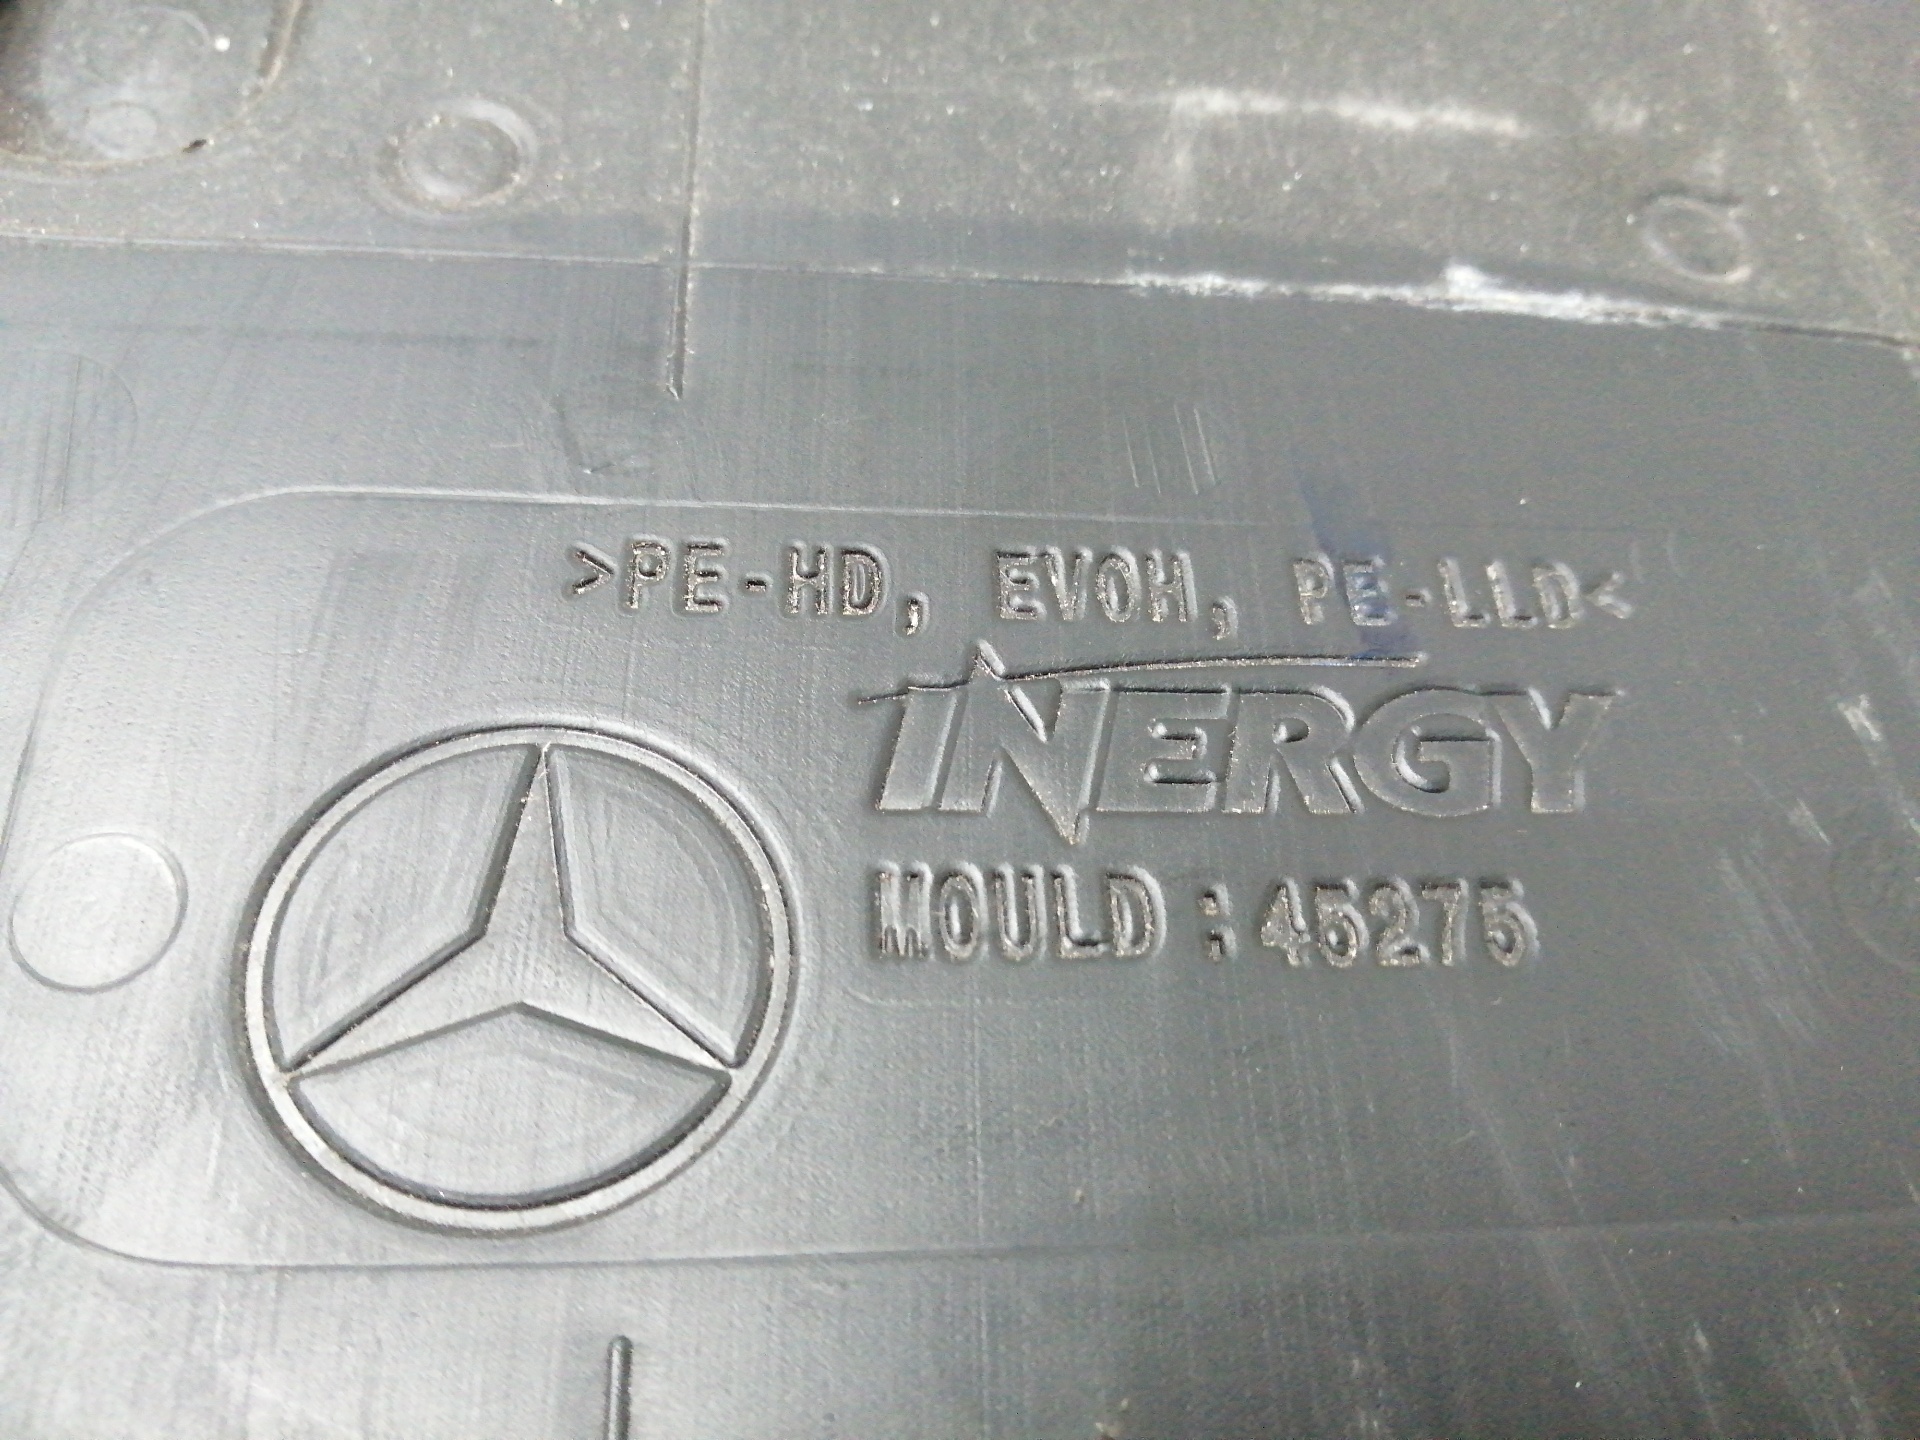 >PE-HD, EVOH, PE-LLD<
INERGY
MOULD :45275